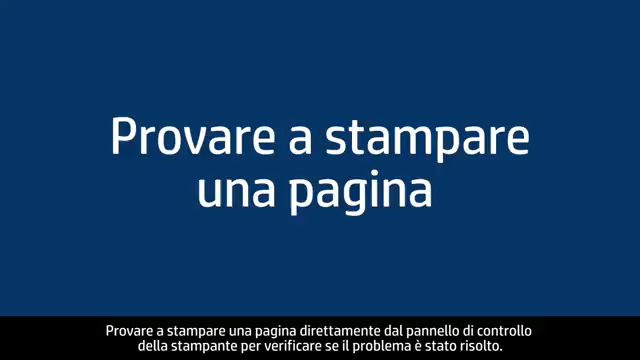 Provare a stampare
una pagina
Provare a stampare una pagina direttamente dal pannello di controllo
della stampante per verificare se il problema è stato risolto.